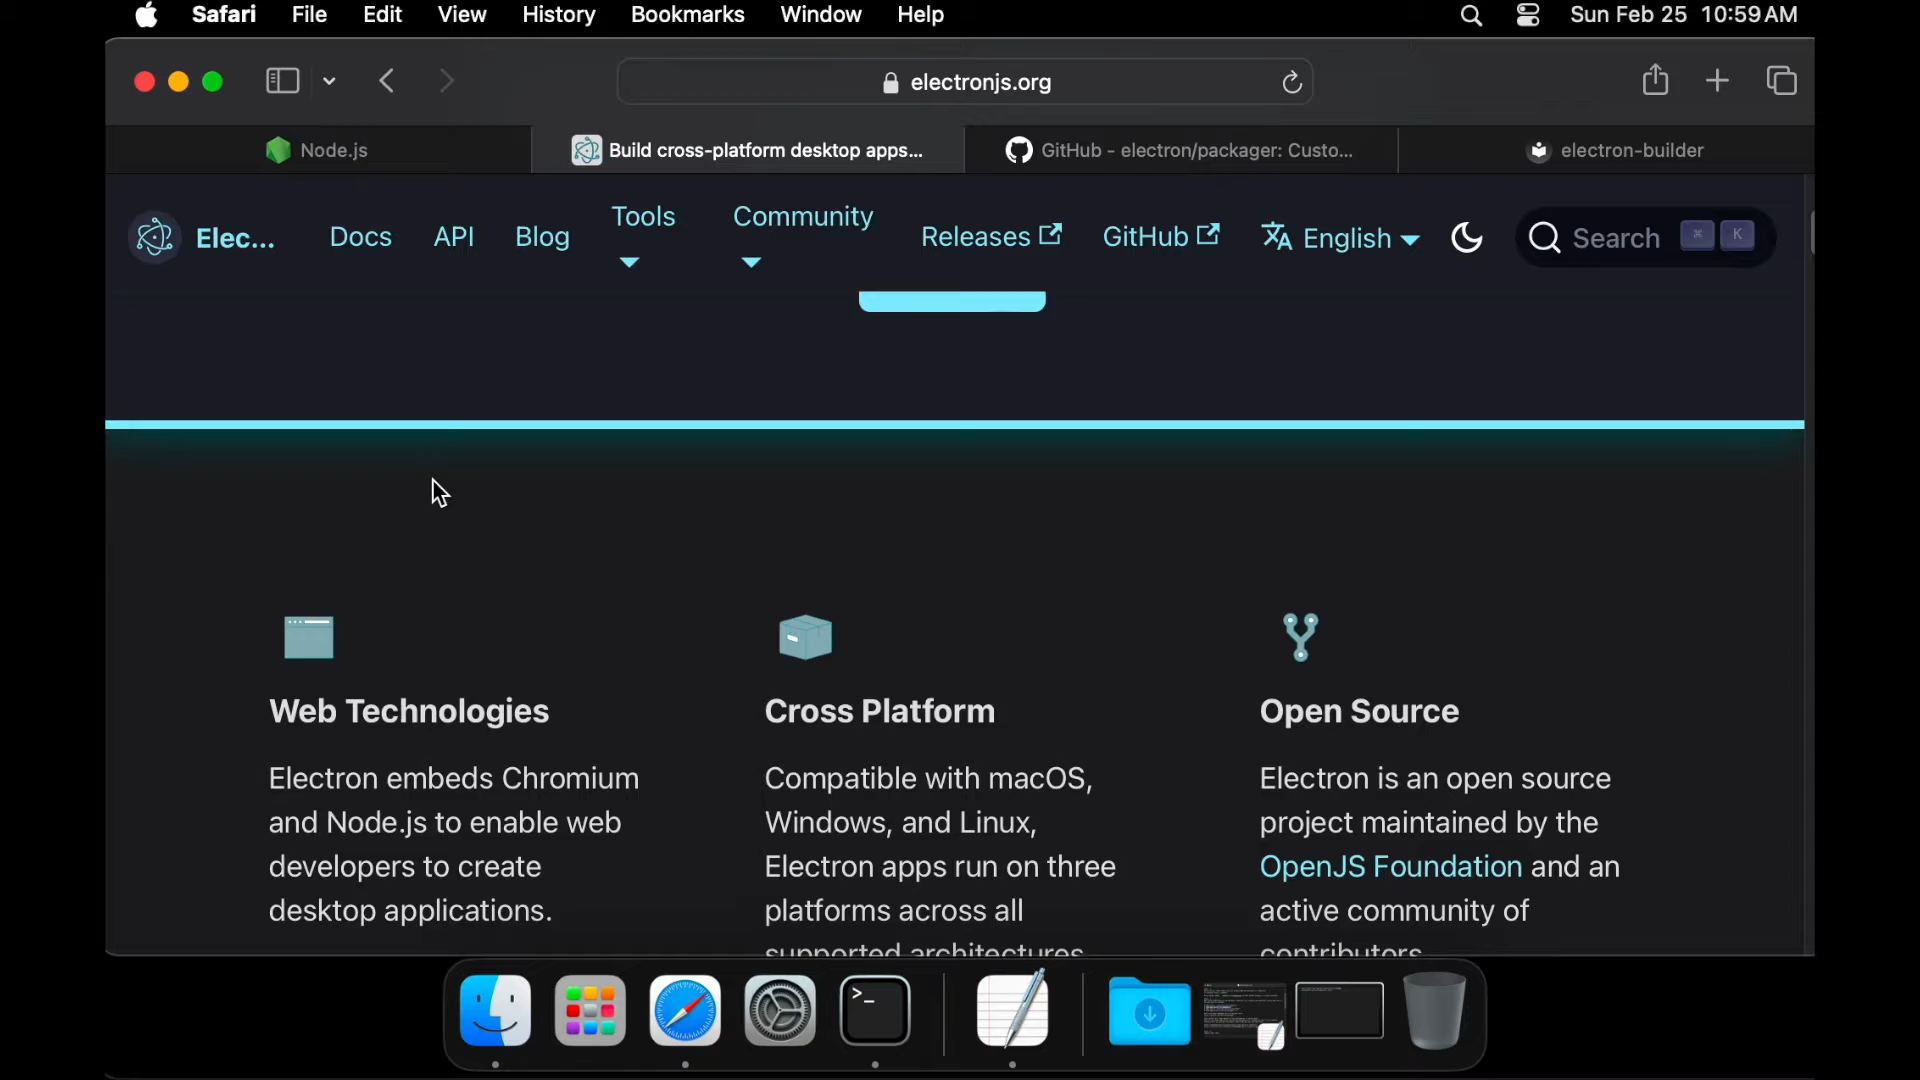 Safari File Edit View History Bookmarks Window Help Sun Feb 25 10:59 AM
electronjs.org
Node.js Build cross-platform desktop apps... GitHub - electron/packager: Custo... electron-builder
Elec... Docs API Blog Tools Community Releases GitHub English Search ⌘ K
Web Technologies
Electron embeds Chromium
and Node.js to enable web
developers to create
desktop applications.
Cross Platform
Compatible with macOS,
Windows, and Linux,
Electron apps run on three
platforms across all
supported architectures.
Open Source
Electron is an open source
project maintained by the
OpenJS Foundation and an
active community of
contributors.